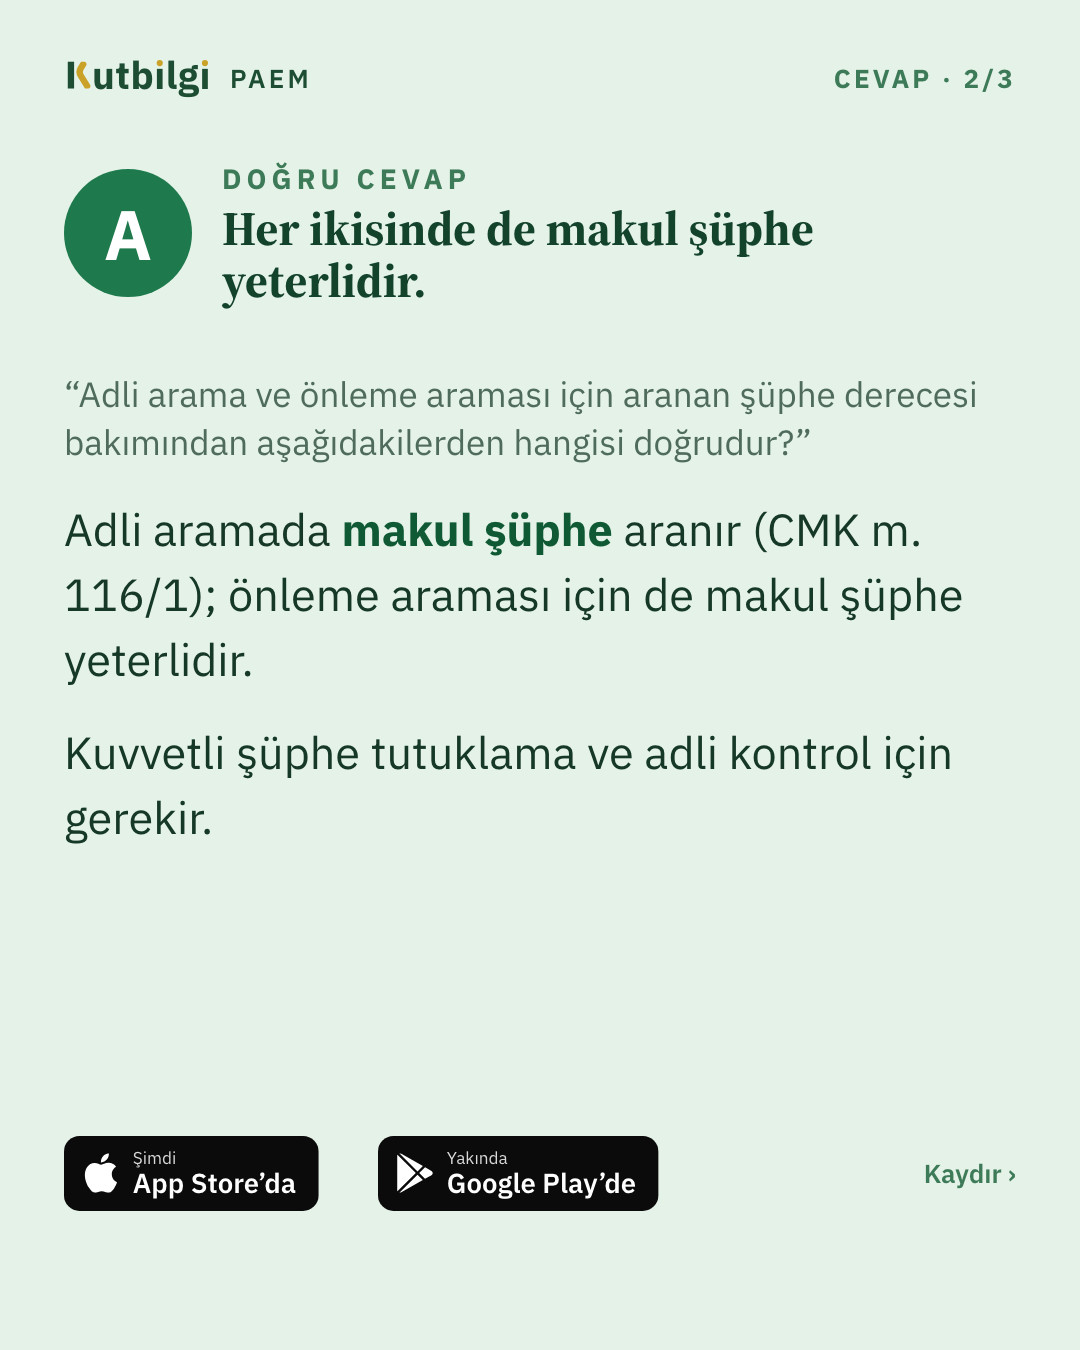 Kutbilgi PAEM
CEVAP · 2/3
A
DOĞRU CEVAP
Her ikisinde de makul şüphe
yeterlidir.
“Adli arama ve önleme araması için aranan şüphe derecesi
bakımından aşağıdakilerden hangisi doğrudur?”
Adli aramada makul şüphe aranır (CMK m.
116/1); önleme araması için de makul şüphe
yeterlidir.
Kuvvetli şüphe tutuklama ve adli kontrol için
gerekir.
Şimdi
App Store’da
Yakında
Google Play’de
Kaydır ›